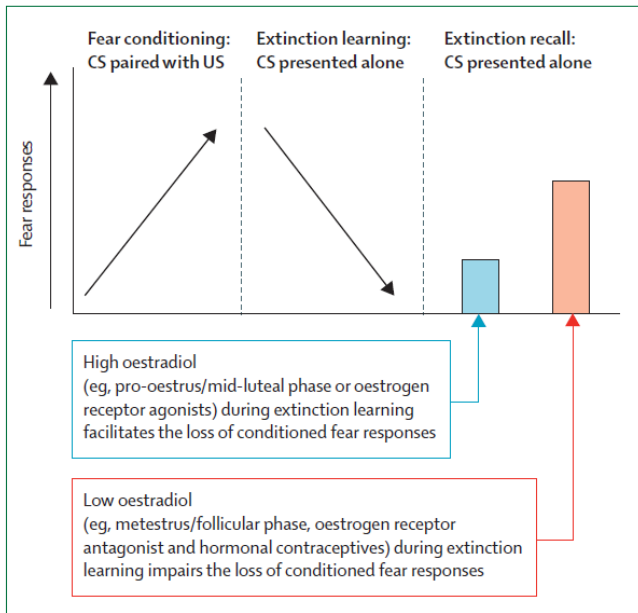 Fear conditioning:
CS paired with US
Extinction learning:
CS presented alone
Extinction recall:
CS presented alone
Fear responses
High oestradiol
(eg, pro-oestrus/mid-luteal phase or oestrogen
receptor agonists) during extinction learning
facilitates the loss of conditioned fear responses
Low oestradiol
(eg, metestrus/follicular phase, oestrogen receptor
antagonist and hormonal contraceptives) during extinction
learning impairs the loss of conditioned fear responses